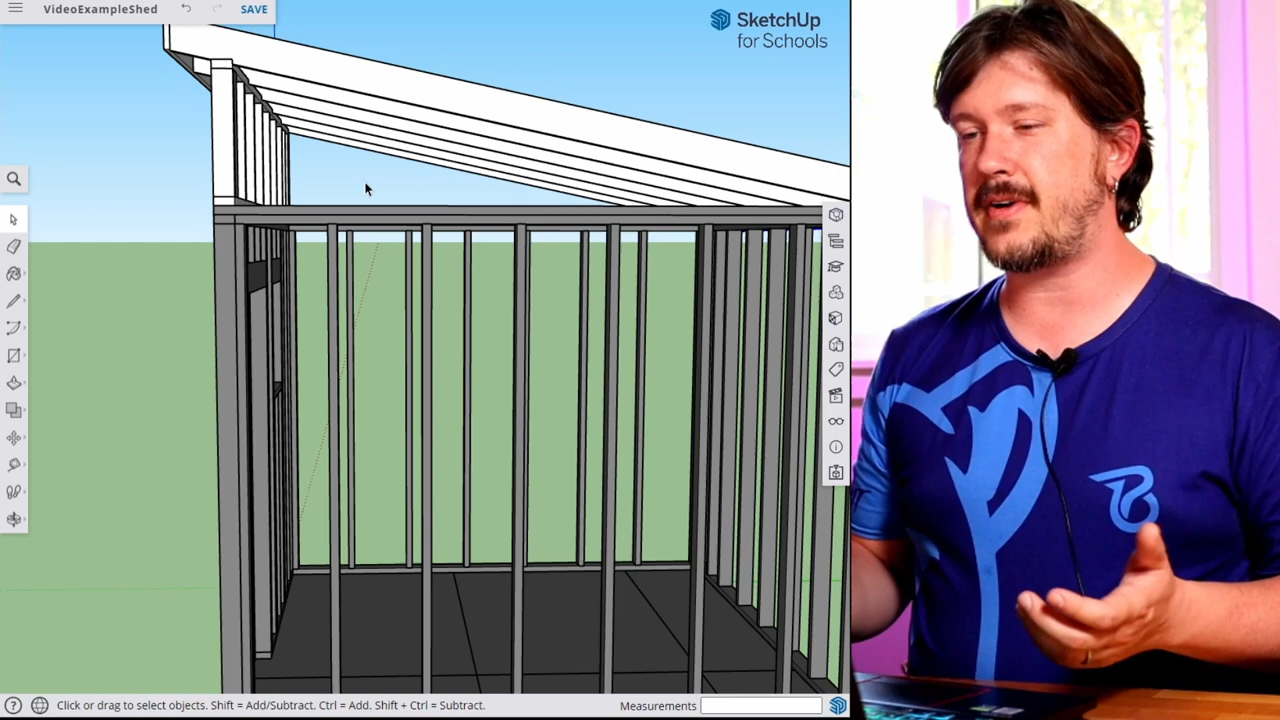 VideoExampleShed
SAVE
SketchUp
for Schools
Click or drag to select objects. Shift = Add/Subtract. Ctrl = Add. Shift + Ctrl = Subtract.
Measurements